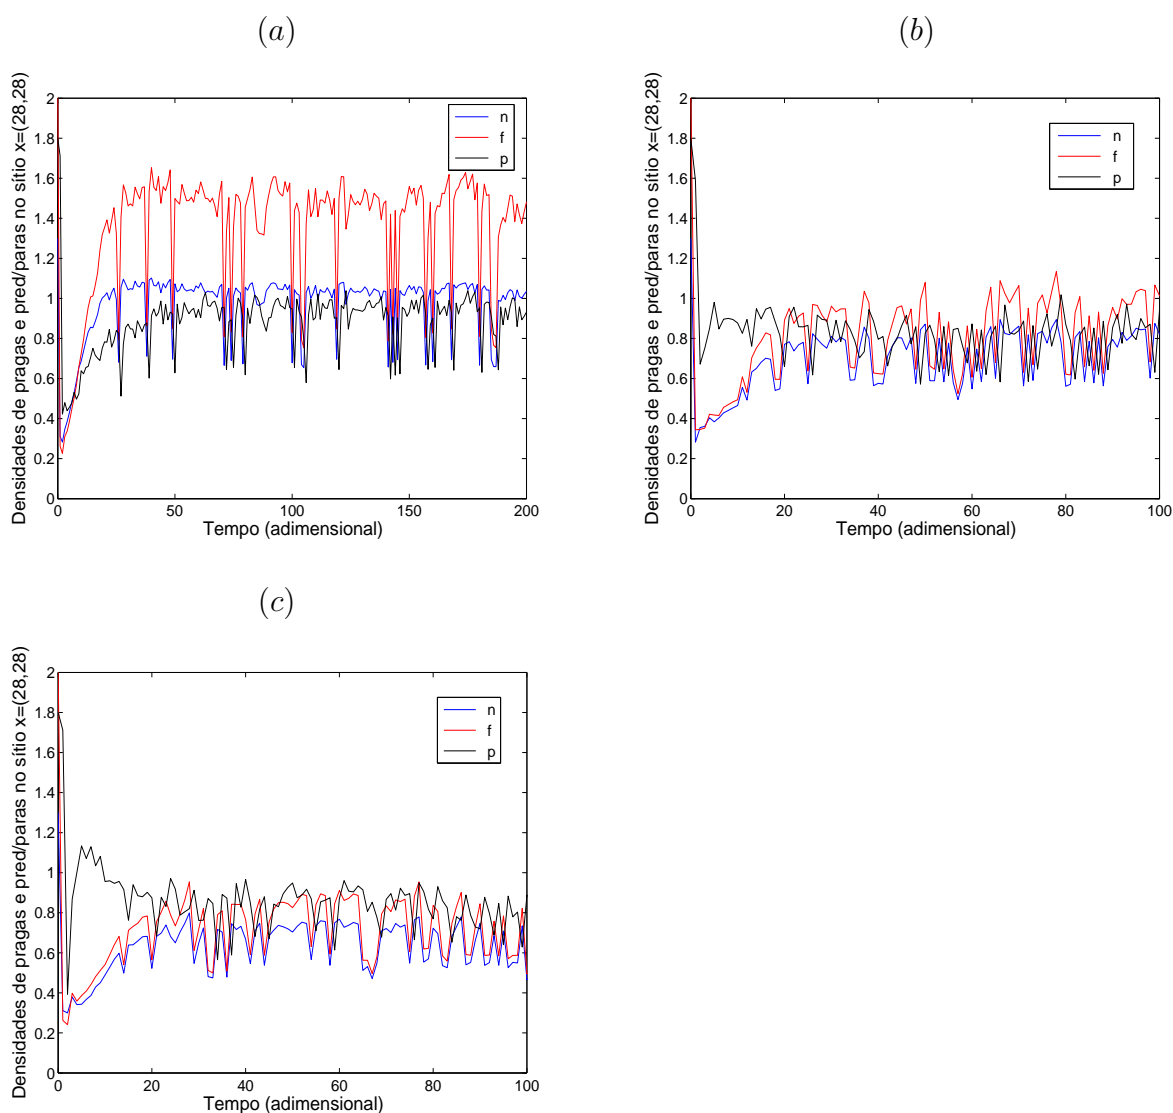 (a)
Densidades de pragas e pred/paras no sítio x=(28,28)
2
1.8
1.6
1.4
1.2
1
0.8
0.6
0.4
0.2
0
0
50
100
150
200
Tempo (adimensional)
n
f
p
(b)
Densidades de pragas e pred/paras no sítio x=(28,28)
2
1.8
1.6
1.4
1.2
1
0.8
0.6
0.4
0.2
0
0
20
40
60
80
100
Tempo (adimensional)
n
f
p
(c)
Densidades de pragas e pred/paras no sítio x=(28,28)
2
1.8
1.6
1.4
1.2
1
0.8
0.6
0.4
0.2
0
0
20
40
60
80
100
Tempo (adimensional)
n
f
p